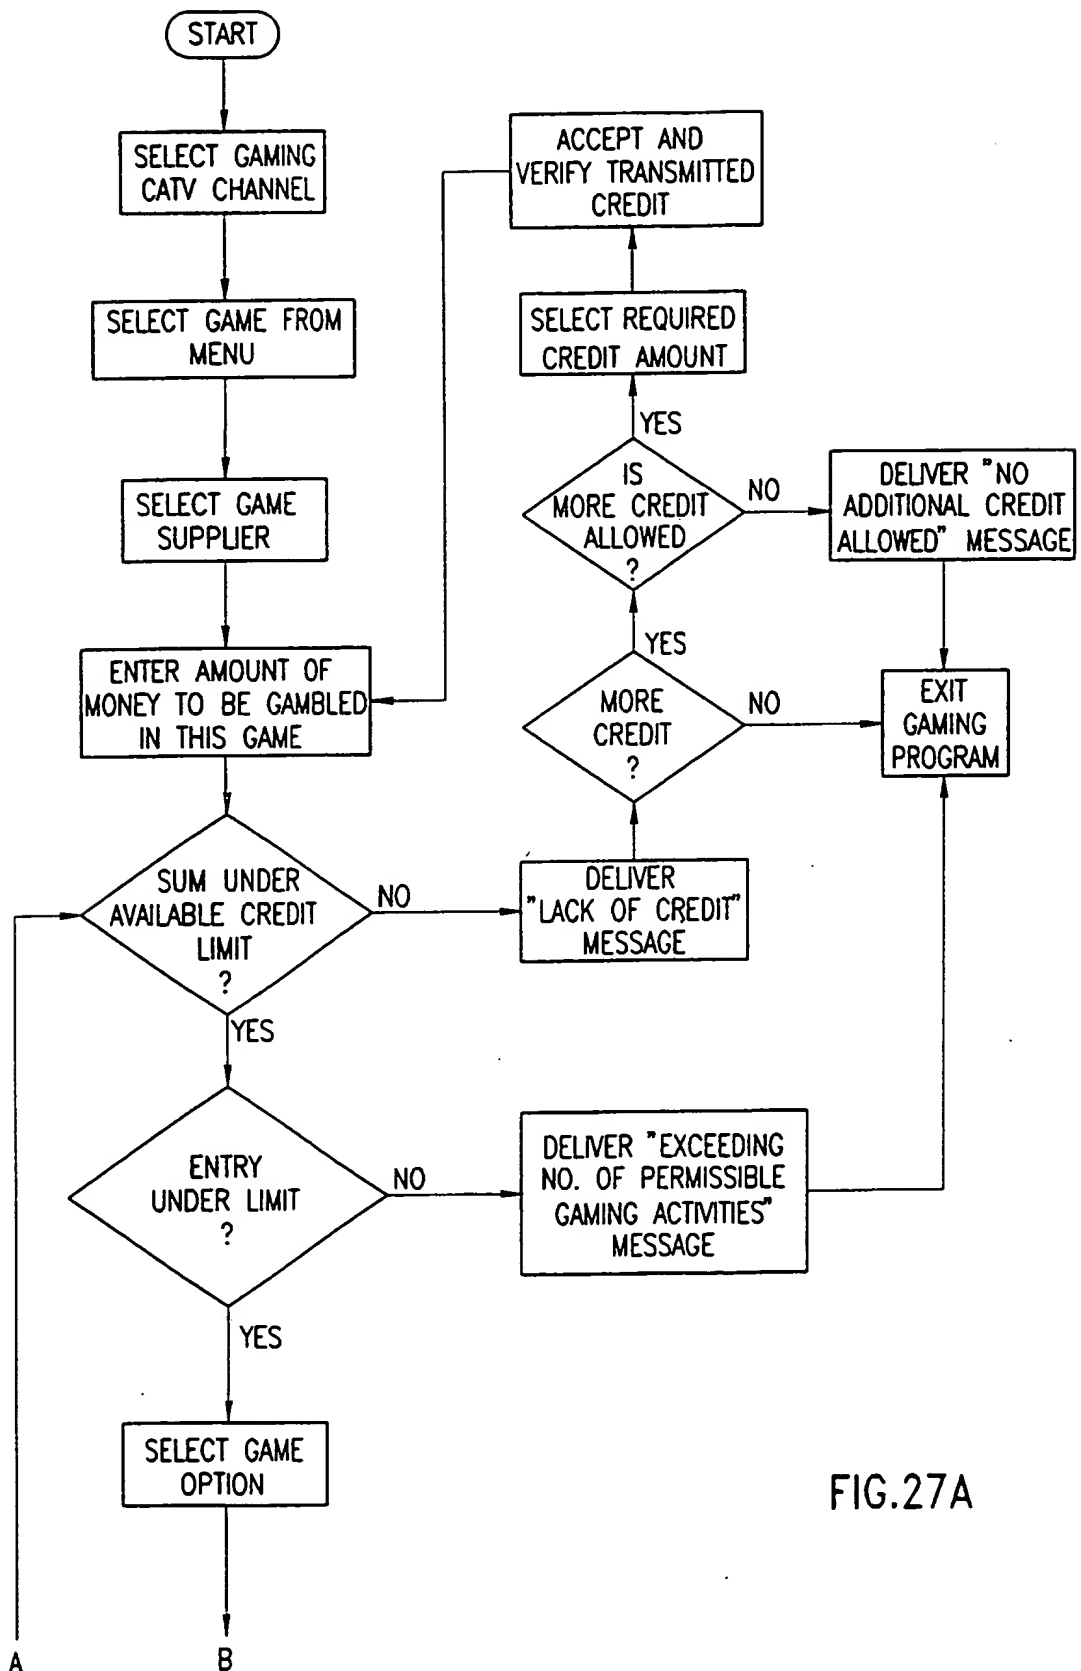 START
SELECT GAMING
CATV CHANNEL
SELECT GAME FROM
MENU
SELECT GAME
SUPPLIER
ENTER AMOUNT OF
MONEY TO BE GAMBLED
IN THIS GAME
SUM UNDER
AVAILABLE CREDIT
LIMIT
?
NO
YES
ENTRY
UNDER LIMIT
?
NO
YES
SELECT GAME
OPTION
A
B
ACCEPT AND
VERIFY TRANSMITTED
CREDIT
SELECT REQUIRED
CREDIT AMOUNT
YES
IS
MORE CREDIT
ALLOWED
?
NO
DELIVER "NO
ADDITIONAL CREDIT
ALLOWED" MESSAGE
YES
MORE
CREDIT
?
NO
EXIT
GAMING
PROGRAM
DELIVER
"LACK OF CREDIT"
MESSAGE
DELIVER "EXCEEDING
NO. OF PERMISSIBLE
GAMING ACTIVITIES"
MESSAGE
FIG.27A